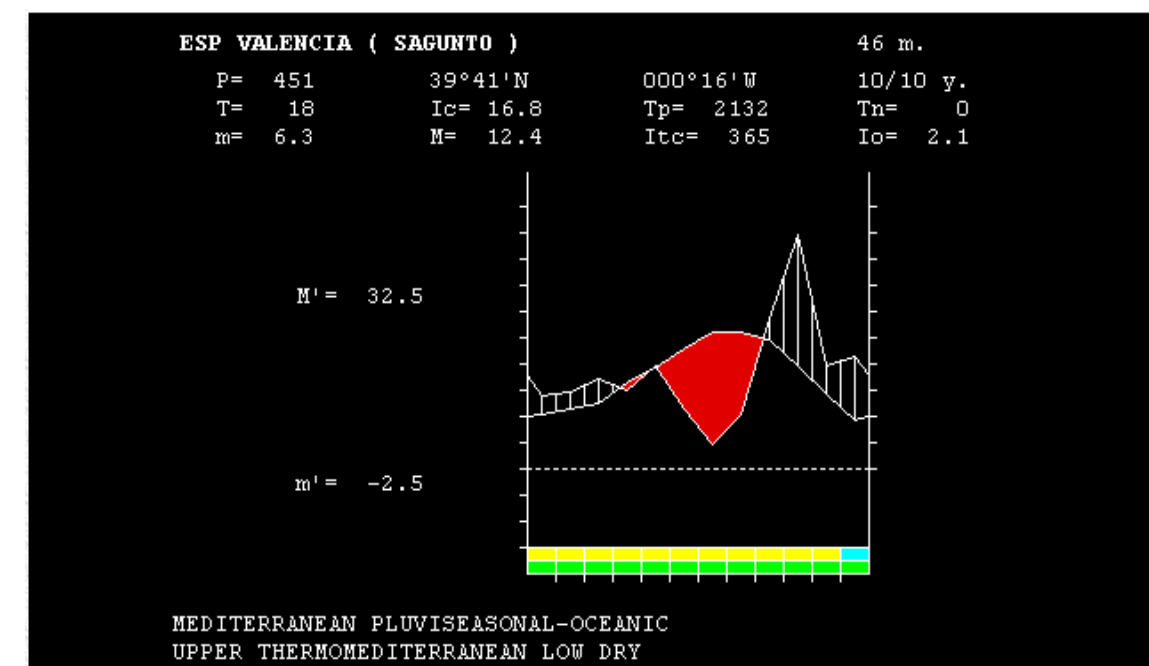 ESP VALENCIA ( SAGUNTO ) 46 m.
P= 451 39°41'N 000°16'W 10/10 y.
T= 18 Ic= 16.8 Tp= 2132 Tn= 0
m= 6.3 M= 12.4 Itc= 365 Io= 2.1
M'= 32.5
m'= -2.5
MEDITERRANEAN PLUVISEASONAL-OCEANIC
UPPER THERMOMEDITERRANEAN LOW DRY